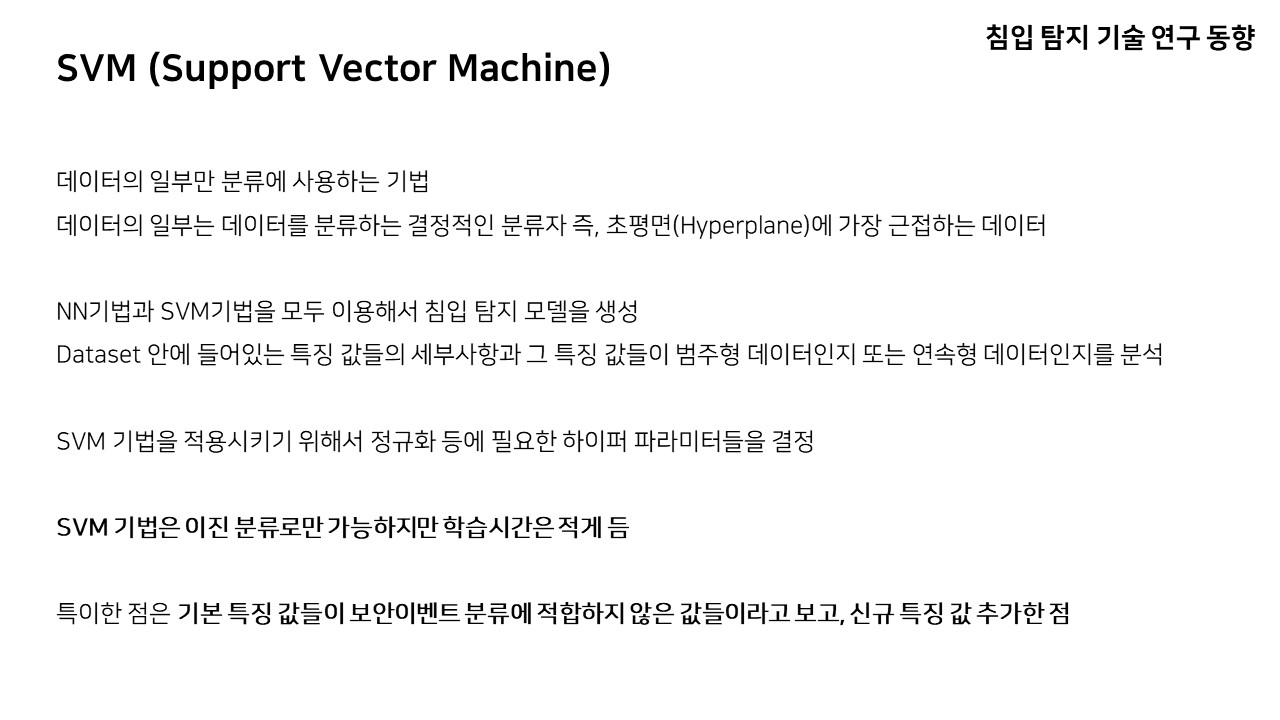 침입 탐지 기술 연구 동향
SVM (Support Vector Machine)
데이터의 일부만 분류에 사용하는 기법
데이터의 일부는 데이터를 분류하는 결정적인 분류자 즉, 초평면(Hyperplane)에 가장 근접하는 데이터
NN기법과 SVM기법을 모두 이용해서 침입 탐지 모델을 생성
Dataset 안에 들어있는 특징 값들의 세부사항과 그 특징 값들이 범주형 데이터인지 또는 연속형 데이터인지를 분석
SVM 기법을 적용시키기 위해서 정규화 등에 필요한 하이퍼 파라미터들을 결정
SVM 기법은 이진 분류로만 가능하지만 학습시간은 적게 듬
특이한 점은 기본 특징 값들이 보안이벤트 분류에 적합하지 않은 값들이라고 보고, 신규 특징 값 추가한 점